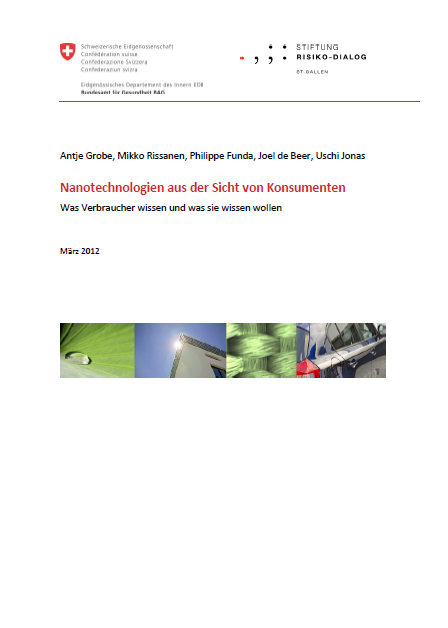 Schweizerische Eidgenossenschaft
Confédération suisse
Confederazione Svizzera
Confederaziun svizra
Eidgenössisches Departement des Innern EDI
Bundesamt für Gesundheit BAG
STIFTUNG
RISIKO-DIALOG
ST.GALLEN
Antje Grobe, Mikko Rissanen, Philippe Funda, Joel de Beer, Uschi Jonas
Nanotechnologien aus der Sicht von Konsumenten
Was Verbraucher wissen und was sie wissen wollen
März 2012